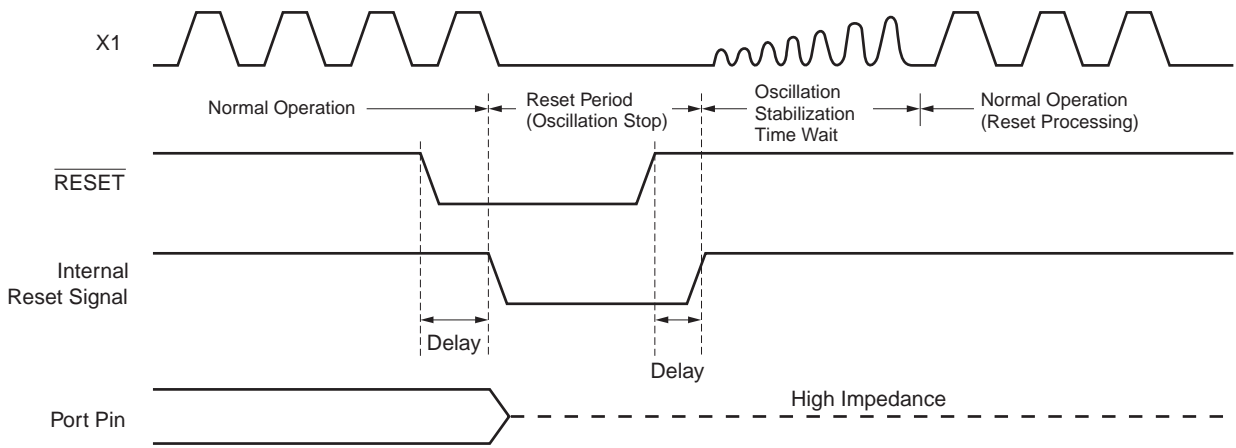 X1
Normal Operation
Reset Period
(Oscillation Stop)
Oscillation
Stabilization
Time Wait
Normal Operation
(Reset Processing)
RESET
Internal
Reset Signal
Delay
Delay
High Impedance
Port Pin